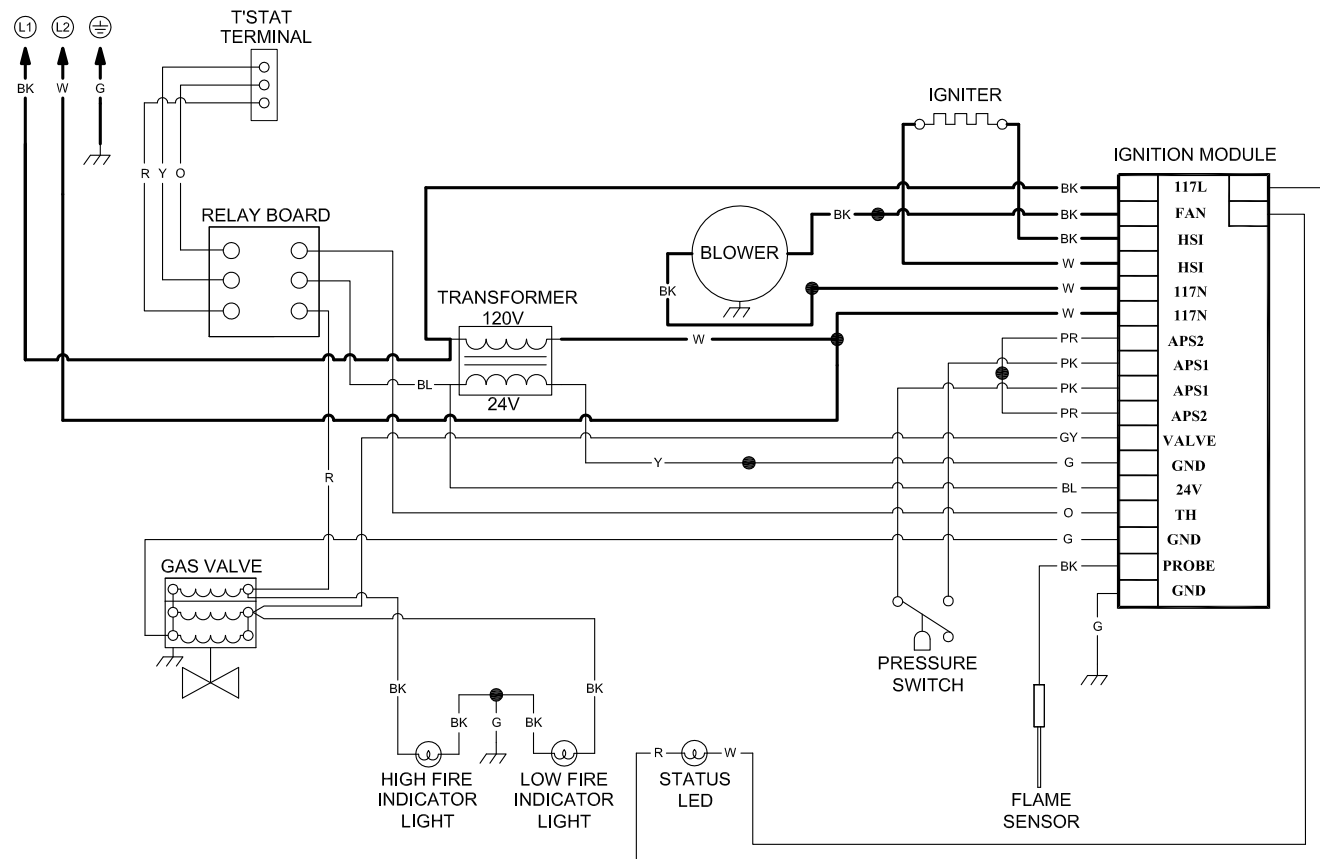 L1
L2
BK
W
G
T'STAT
TERMINAL
R
Y
O
RELAY BOARD
IGNITER
BLOWER
BK
BK
TRANSFORMER
120V
24V
W
BL
Y
R
IGNITION MODULE
BK
117L
BK
FAN
BK
HSI
W
HSI
W
117N
W
117N
PR
APS2
PK
APS1
PK
APS1
PR
APS2
GY
VALVE
G
GND
BL
24V
O
TH
G
GND
BK
PROBE
GND
G
GAS VALVE
PRESSURE
SWITCH
BK
BK
G
BK
BK
HIGH FIRE
INDICATOR
LIGHT
LOW FIRE
INDICATOR
LIGHT
R
W
STATUS
LED
FLAME
SENSOR